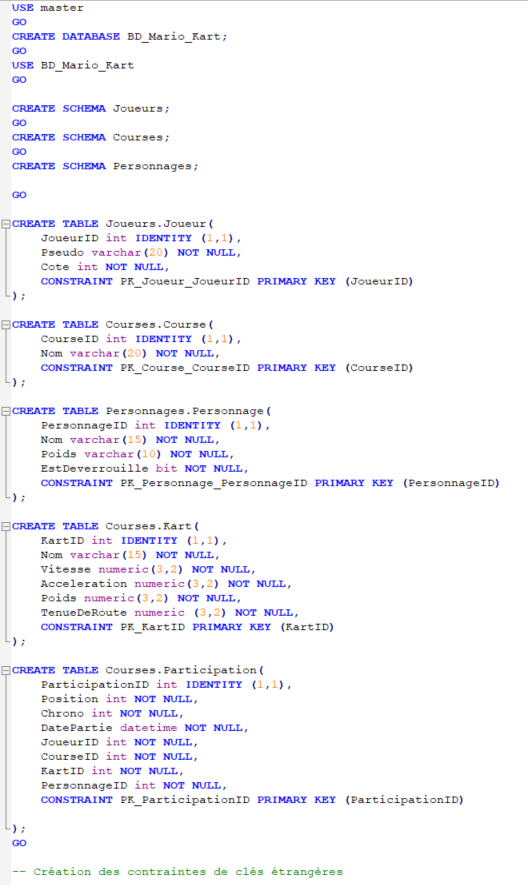 USE master
GO
CREATE DATABASE BD_Mario_Kart;
GO
USE BD_Mario_Kart
GO
CREATE SCHEMA Joueurs;
GO
CREATE SCHEMA Courses;
GO
CREATE SCHEMA Personnages;
GO
CREATE TABLE Joueurs.Joueur(
JoueurID int IDENTITY (1,1),
Pseudo varchar(20) NOT NULL,
Cote int NOT NULL,
CONSTRAINT PK_Joueur_JoueurID PRIMARY KEY (JoueurID)
);
CREATE TABLE Courses.Course(
CourseID int IDENTITY (1,1),
Nom varchar(20) NOT NULL,
CONSTRAINT PK_Course_CourseID PRIMARY KEY (CourseID)
);
CREATE TABLE Personnages.Personnage(
PersonnageID int IDENTITY (1,1),
Nom varchar(15) NOT NULL,
Poids varchar(10) NOT NULL,
EstDeverrouille bit NOT NULL,
CONSTRAINT PK_Personnage_PersonnageID PRIMARY KEY (PersonnageID)
);
CREATE TABLE Courses.Kart(
KartID int IDENTITY (1,1),
Nom varchar(15) NOT NULL,
Vitesse numeric(3,2) NOT NULL,
Acceleration numeric(3,2) NOT NULL,
Poids numeric(3,2) NOT NULL,
TenueDeRoute numeric (3,2) NOT NULL,
CONSTRAINT PK_KartID PRIMARY KEY (KartID)
);
CREATE TABLE Courses.Participation(
ParticipationID int IDENTITY (1,1),
Position int NOT NULL,
Chrono int NOT NULL,
DatePartie datetime NOT NULL,
JoueurID int NOT NULL,
CourseID int NOT NULL,
KartID int NOT NULL,
PersonnageID int NOT NULL,
CONSTRAINT PK_ParticipationID PRIMARY KEY (ParticipationID)
);
GO
-- Création des contraintes de clés étrangères